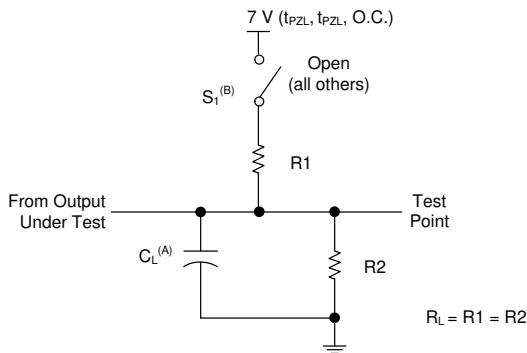 7 V (tPZL, tPZL, O.C.)
Open
(all others)
S1(B)
R1
From Output
Under Test
Test
Point
CL(A)
R2
RL = R1 = R2